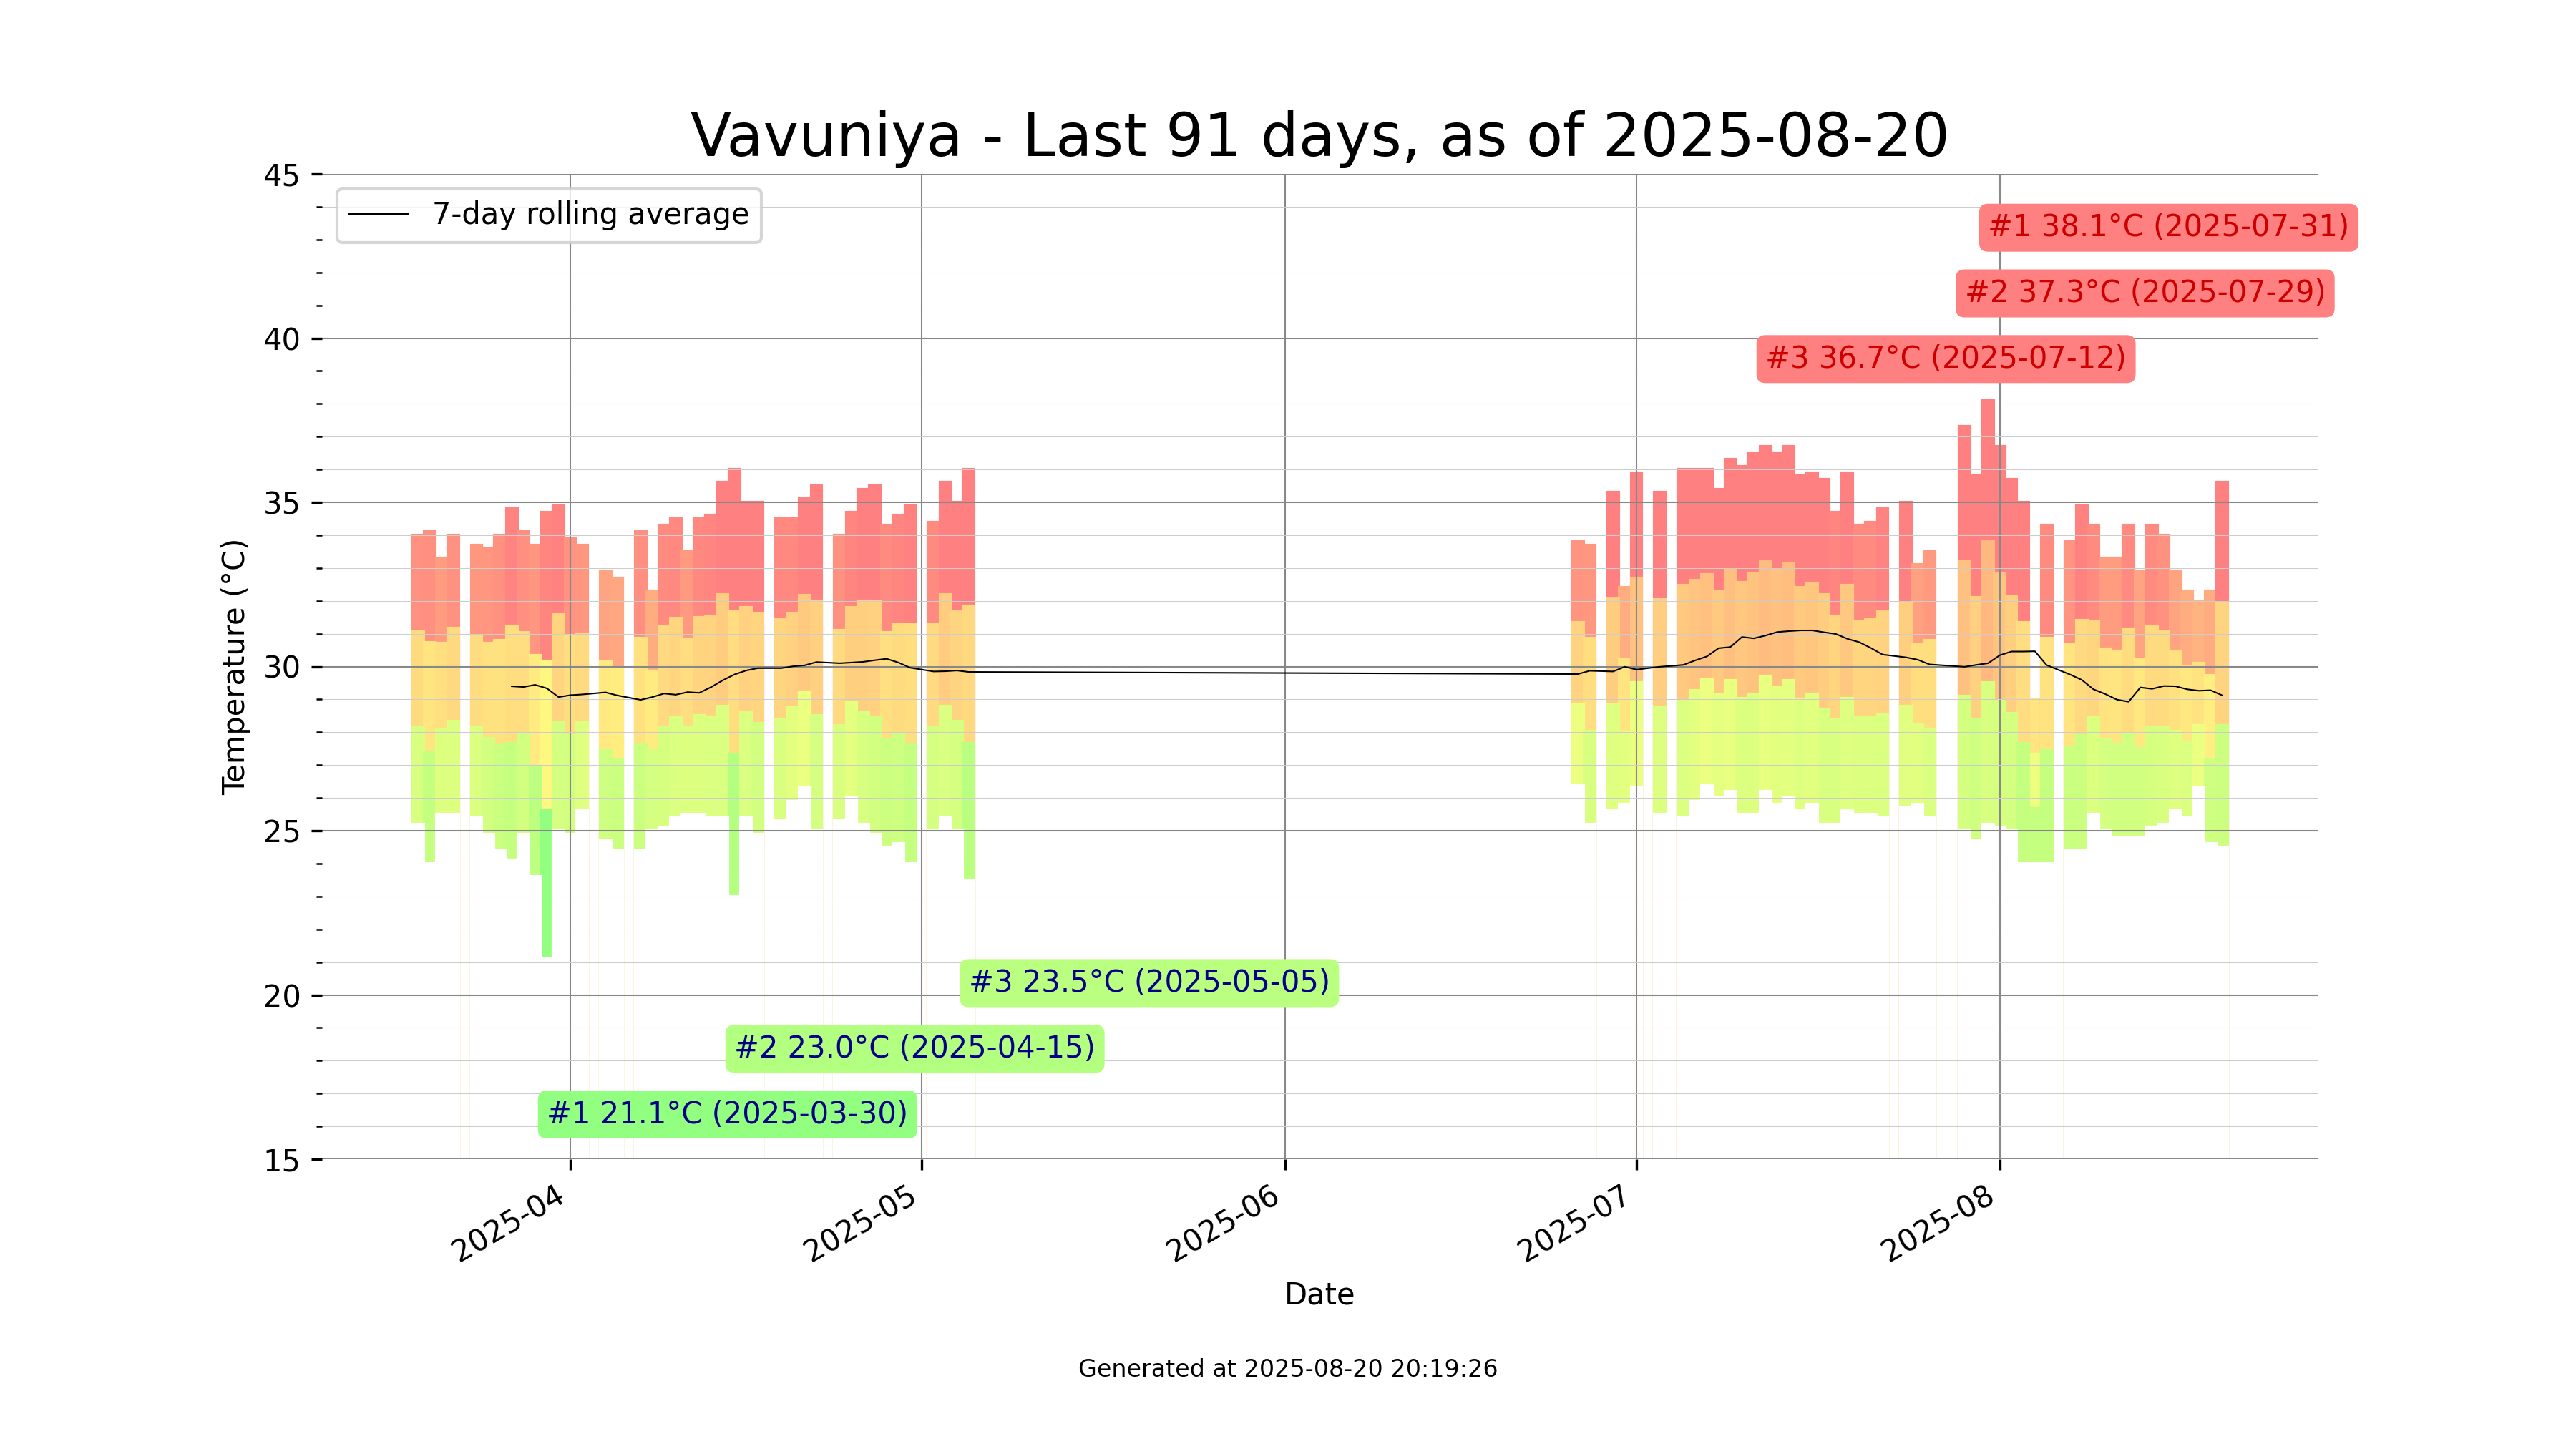 Vavuniya - Last 91 days, as of 2025-08-20
7-day rolling average
#1 38.1°C (2025-07-31)
#2 37.3°C (2025-07-29)
#3 36.7°C (2025-07-12)
45
40
35
30
25
20
15
Temperature (°C)
#3 23.5°C (2025-05-05)
#2 23.0°C (2025-04-15)
#1 21.1°C (2025-03-30)
2025-04
2025-05
2025-06
2025-07
2025-08
Date
Generated at 2025-08-20 20:19:26